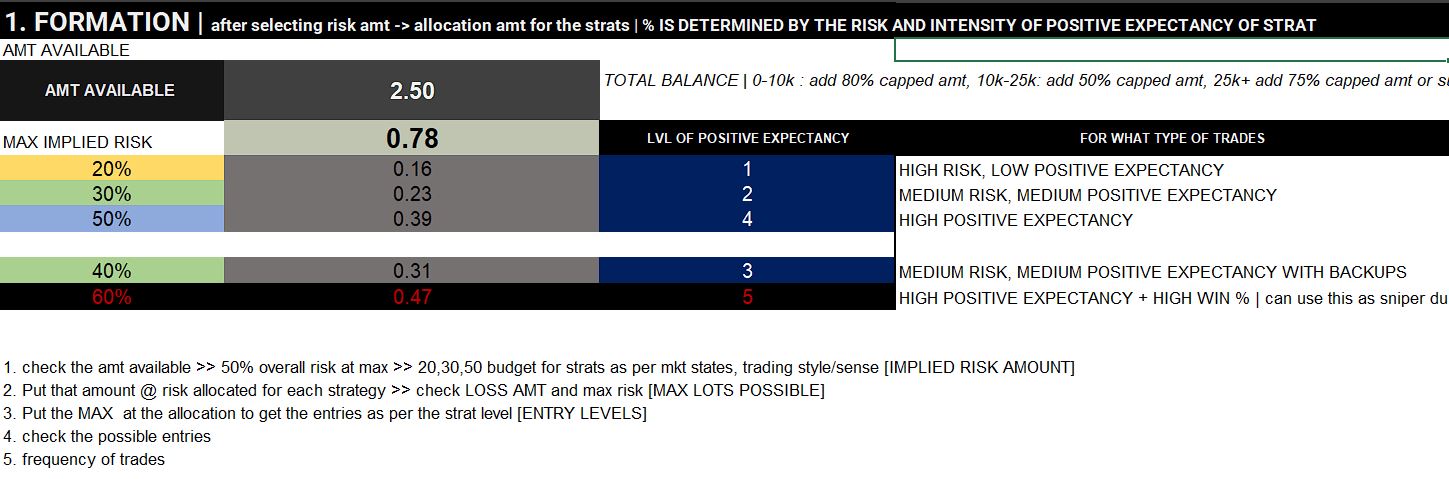 1. FORMATION | after selecting risk amt -> allocation amt for the strats | % IS DETERMINED BY THE RISK AND INTENSITY OF POSITIVE EXPECTANCY OF STRAT
AMT AVAILABLE
AMT AVAILABLE 2.50 TOTAL BALANCE | 0-10k : add 80% capped amt, 10k-25k: add 50% capped amt, 25k+ add 75% capped amt or
MAX IMPLIED RISK 0.78 LVL OF POSITIVE EXPECTANCY FOR WHAT TYPE OF TRADES
20% 0.16 1 HIGH RISK, LOW POSITIVE EXPECTANCY
30% 0.23 2 MEDIUM RISK, MEDIUM POSITIVE EXPECTANCY
50% 0.39 4 HIGH POSITIVE EXPECTANCY
40% 0.31 3 MEDIUM RISK, MEDIUM POSITIVE EXPECTANCY WITH BACKUPS
60% 0.47 5 HIGH POSITIVE EXPECTANCY + HIGH WIN % | can use this as sniper
1. check the amt available >> 50% overall risk at max >> 20,30,50 budget for strats as per mkt states, trading style/sense [IMPLIED RISK AMOUNT]
2. Put that amount @ risk allocated for each strategy >> check LOSS AMT and max risk [MAX LOTS POSSIBLE]
3. Put the MAX at the allocation to get the entries as per the strat level [ENTRY LEVELS]
4. check the possible entries
5. frequency of trades